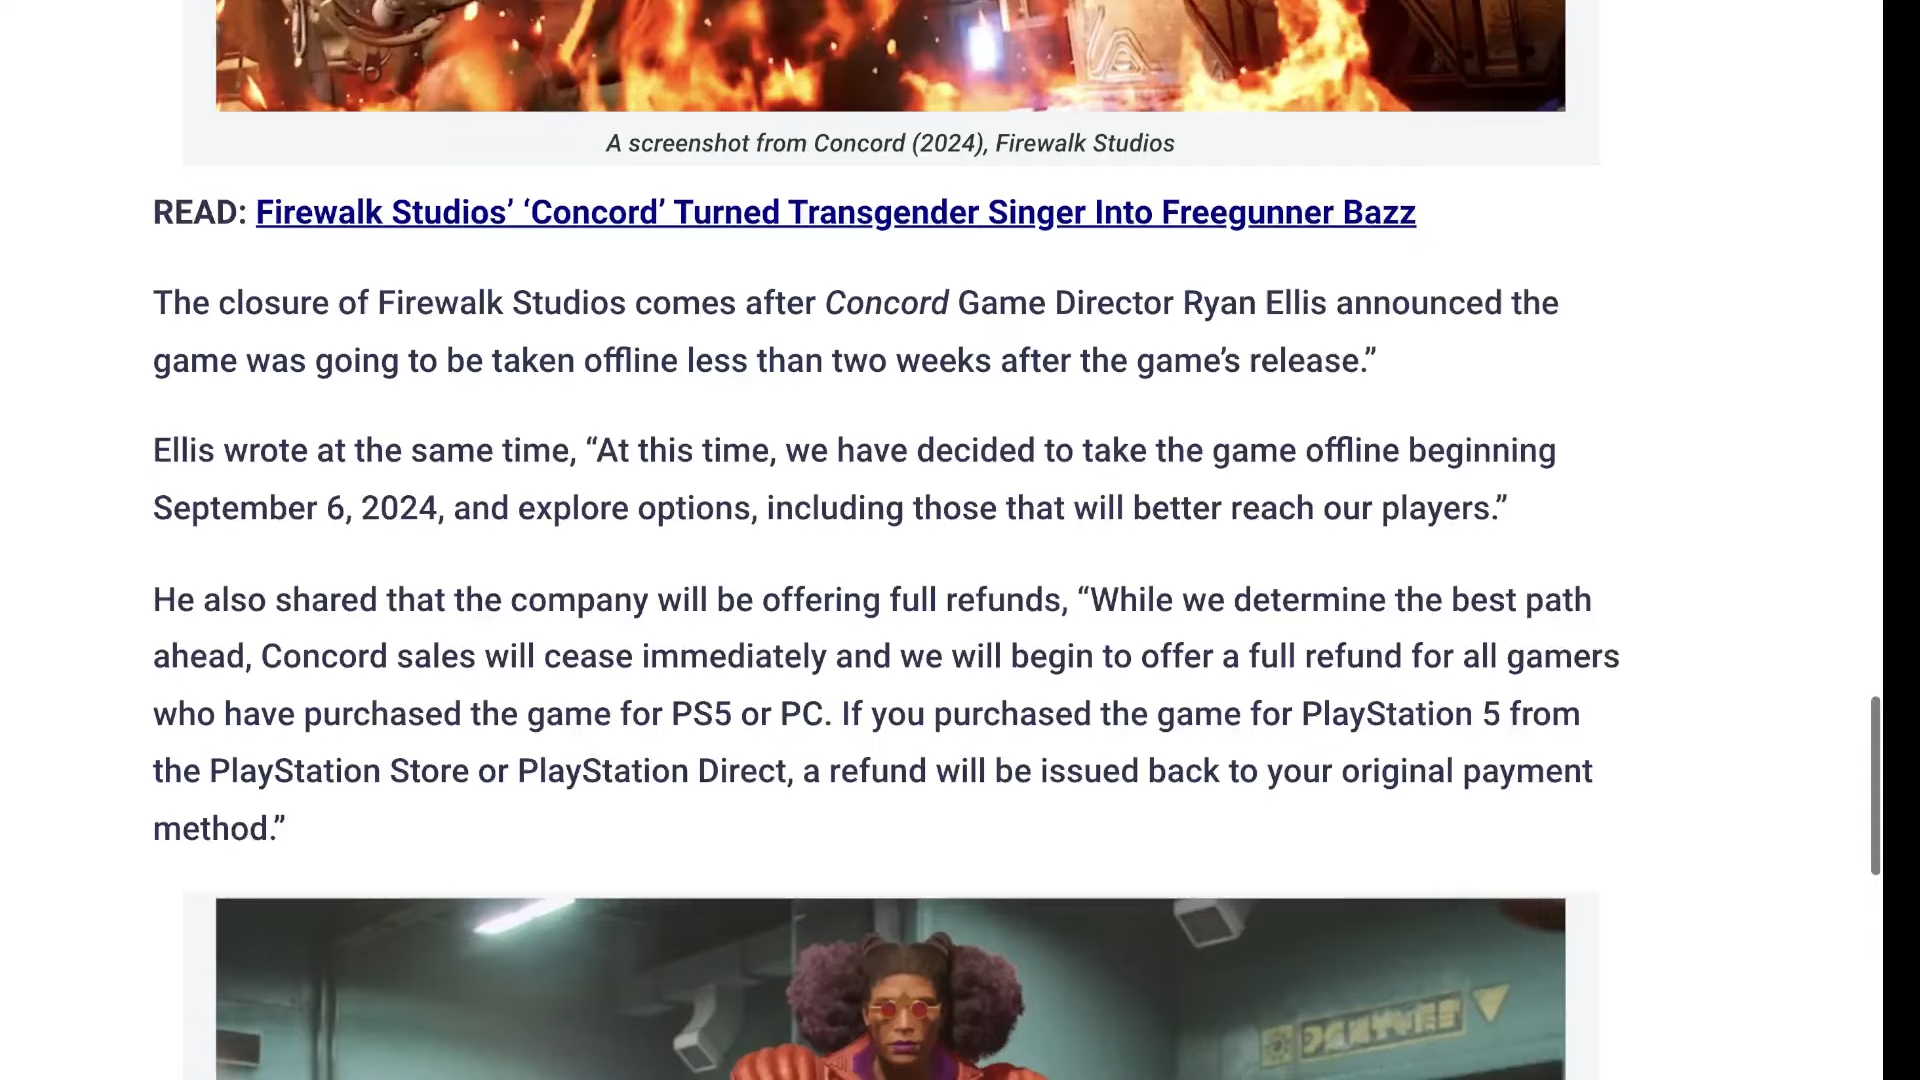 A screenshot from Concord (2024), Firewalk Studios
READ: Firewalk Studios’ ‘Concord’ Turned Transgender Singer Into Freegunner Bazz
The closure of Firewalk Studios comes after Concord Game Director Ryan Ellis announced the
game was going to be taken offline less than two weeks after the game’s release.”
Ellis wrote at the same time, “At this time, we have decided to take the game offline beginning
September 6, 2024, and explore options, including those that will better reach our players.”
He also shared that the company will be offering full refunds, “While we determine the best path
ahead, Concord sales will cease immediately and we will begin to offer a full refund for all gamers
who have purchased the game for PS5 or PC. If you purchased the game for PlayStation 5 from
the PlayStation Store or PlayStation Direct, a refund will be issued back to your original payment
method.”